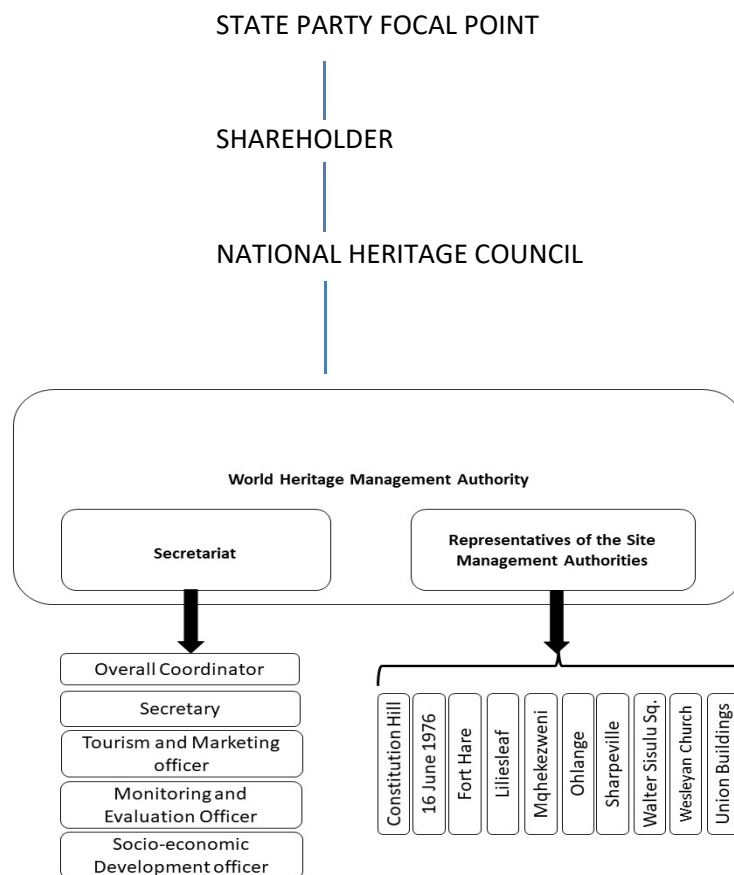 STATE PARTY FOCAL POINT
SHAREHOLDER
NATIONAL HERITAGE COUNCIL
World Heritage Management Authority
Secretariat
Representatives of the Site
Management Authorities
Overall Coordinator
Secretary
Tourism and Marketing
officer
Monitoring and
Evaluation Officer
Socio-economic
Development officer
Constitution Hill
16 June 1976
Fort Hare
Liliesleaf
Mqhekezweni
Ohlange
Sharpeville
Walter Sisulu Sq.
Wesleyan Church
Union Buildings